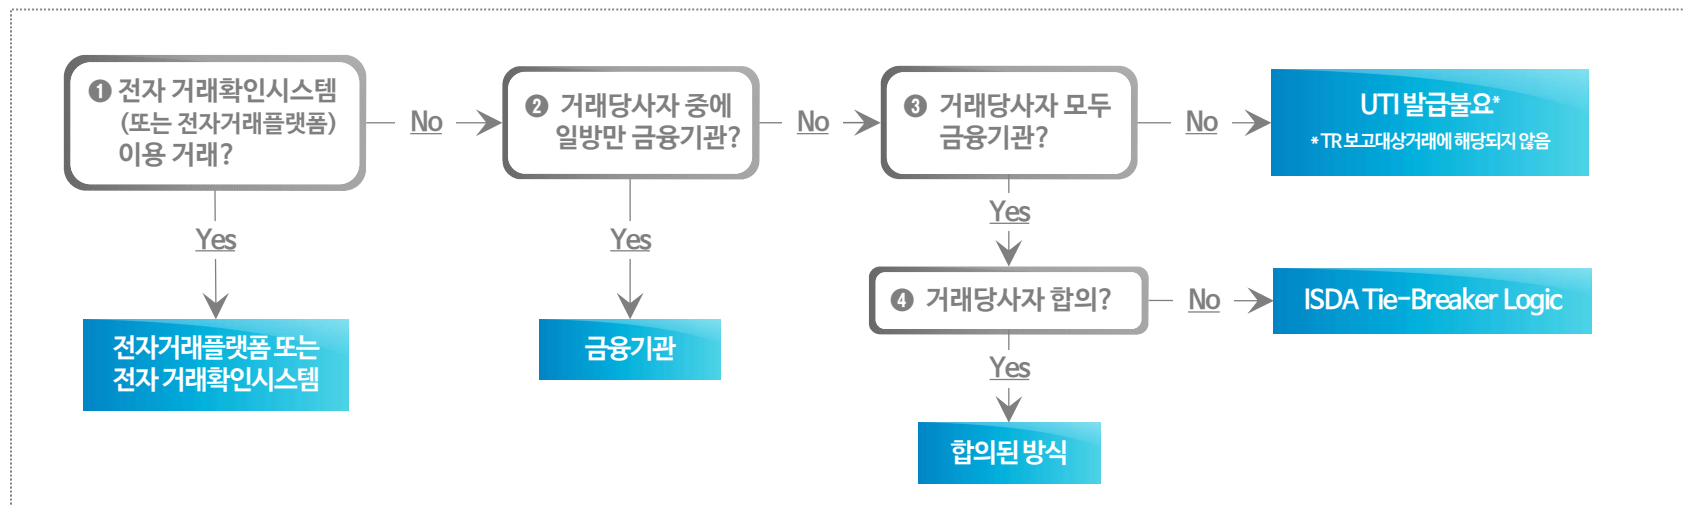 ❶ 전자 거래확인시스템
(또는 전자거래플랫폼)
이용 거래?
No
❷ 거래당사자 중에
일방만 금융기관?
No
❸ 거래당사자 모두
금융기관?
No
UTI 발급불요*
* TR 보고대상거래에 해당되지 않음
Yes
Yes
Yes
전자거래플랫폼 또는
전자 거래확인시스템
금융기관
❹ 거래당사자 합의?
No
ISDA Tie-Breaker Logic
Yes
합의된 방식